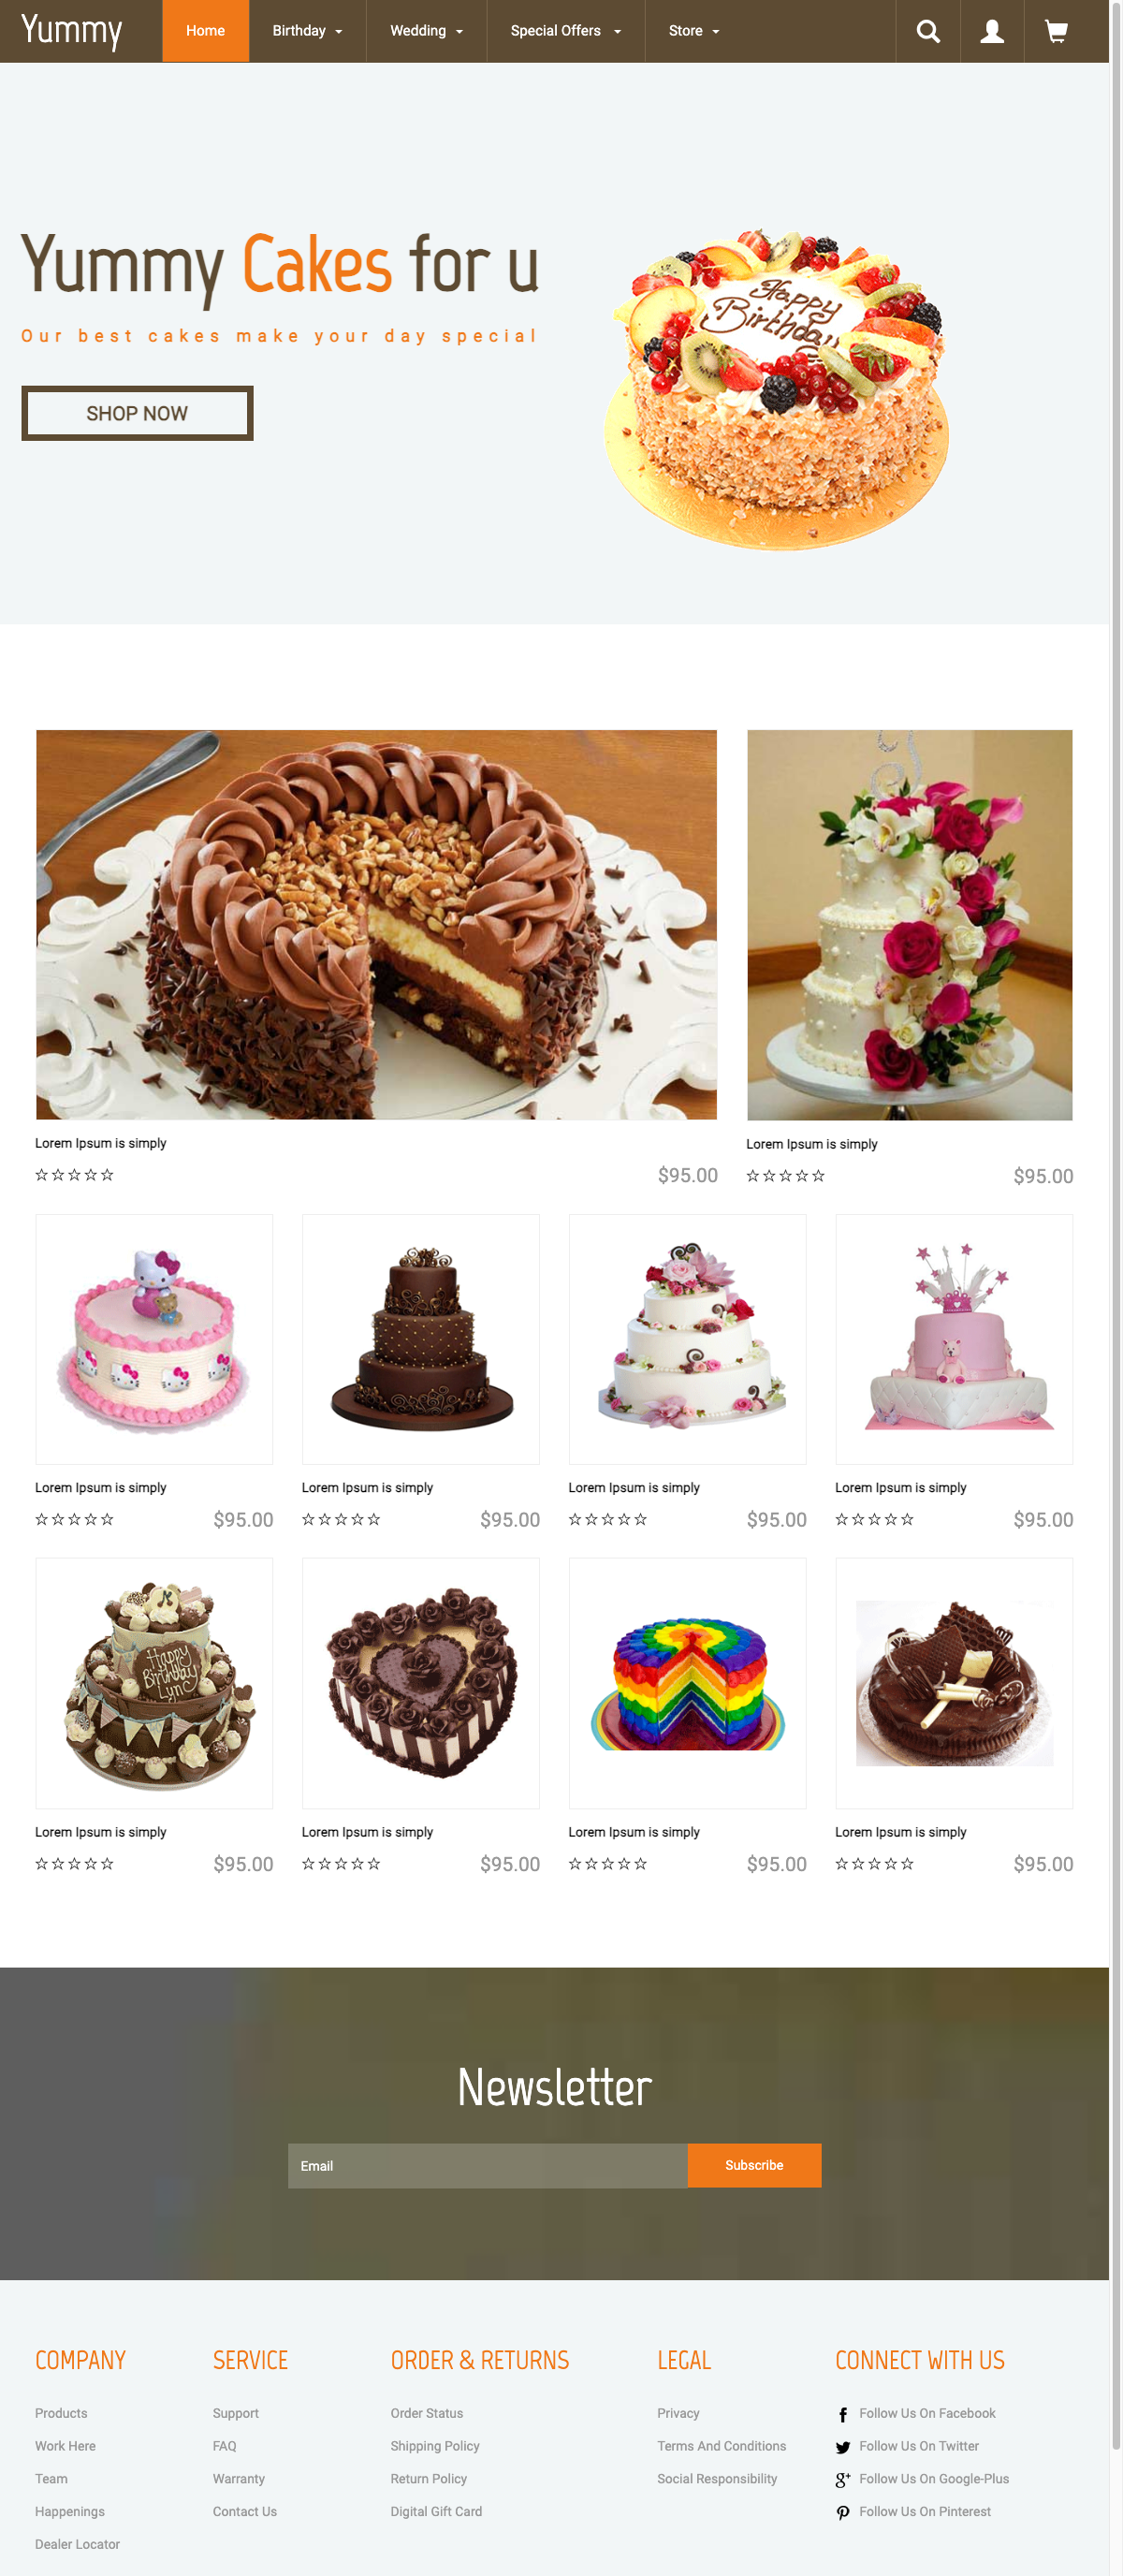 Yummy
Home Birthday Wedding Special Offers Store
Yummy Cakes for u
Our best cakes make your day special
SHOP NOW
Happy
Birthday
Lorem Ipsum is simply
$95.00
Lorem Ipsum is simply
$95.00
Lorem Ipsum is simply
$95.00
Lorem Ipsum is simply
$95.00
Lorem Ipsum is simply
$95.00
Lorem Ipsum is simply
$95.00
Happy
Birthday
Lyn
Lorem Ipsum is simply
$95.00
Lorem Ipsum is simply
$95.00
Lorem Ipsum is simply
$95.00
Lorem Ipsum is simply
$95.00
Newsletter
Email Subscribe
COMPANY
Products
Work Here
Team
Happenings
Dealer Locator
SERVICE
Support
FAQ
Warranty
Contact Us
ORDER & RETURNS
Order Status
Shipping Policy
Return Policy
Digital Gift Card
LEGAL
Privacy
Terms And Conditions
Social Responsibility
CONNECT WITH US
Follow Us On Facebook
Follow Us On Twitter
Follow Us On Google-Plus
Follow Us On Pinterest